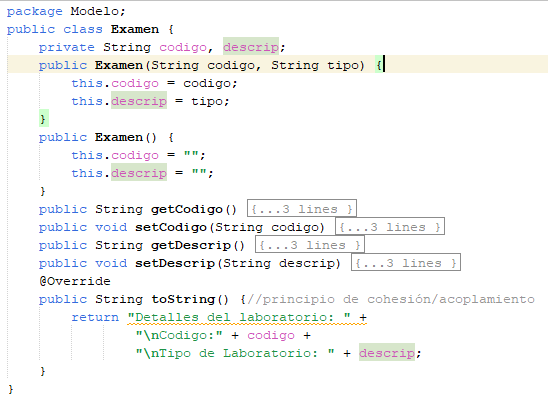 package Modelo;
public class Examen {
private String codigo, descrip;
public Examen(String codigo, String tipo) {
this.codigo = codigo;
this.descrip = tipo;
}
public Examen() {
this.codigo = "";
this.descrip = "";
}
public String getCodigo() {...3 lines }
public void setCodigo(String codigo) {...3 lines }
public String getDescrip() {...3 lines }
public void setDescrip(String descrip) {...3 lines }
@Override
public String toString() {//principio de cohesión/acoplamiento
return "Detalles del laboratorio: " +
"\nCodigo:" + codigo +
"\nTipo de Laboratorio: " + descrip;
}
}